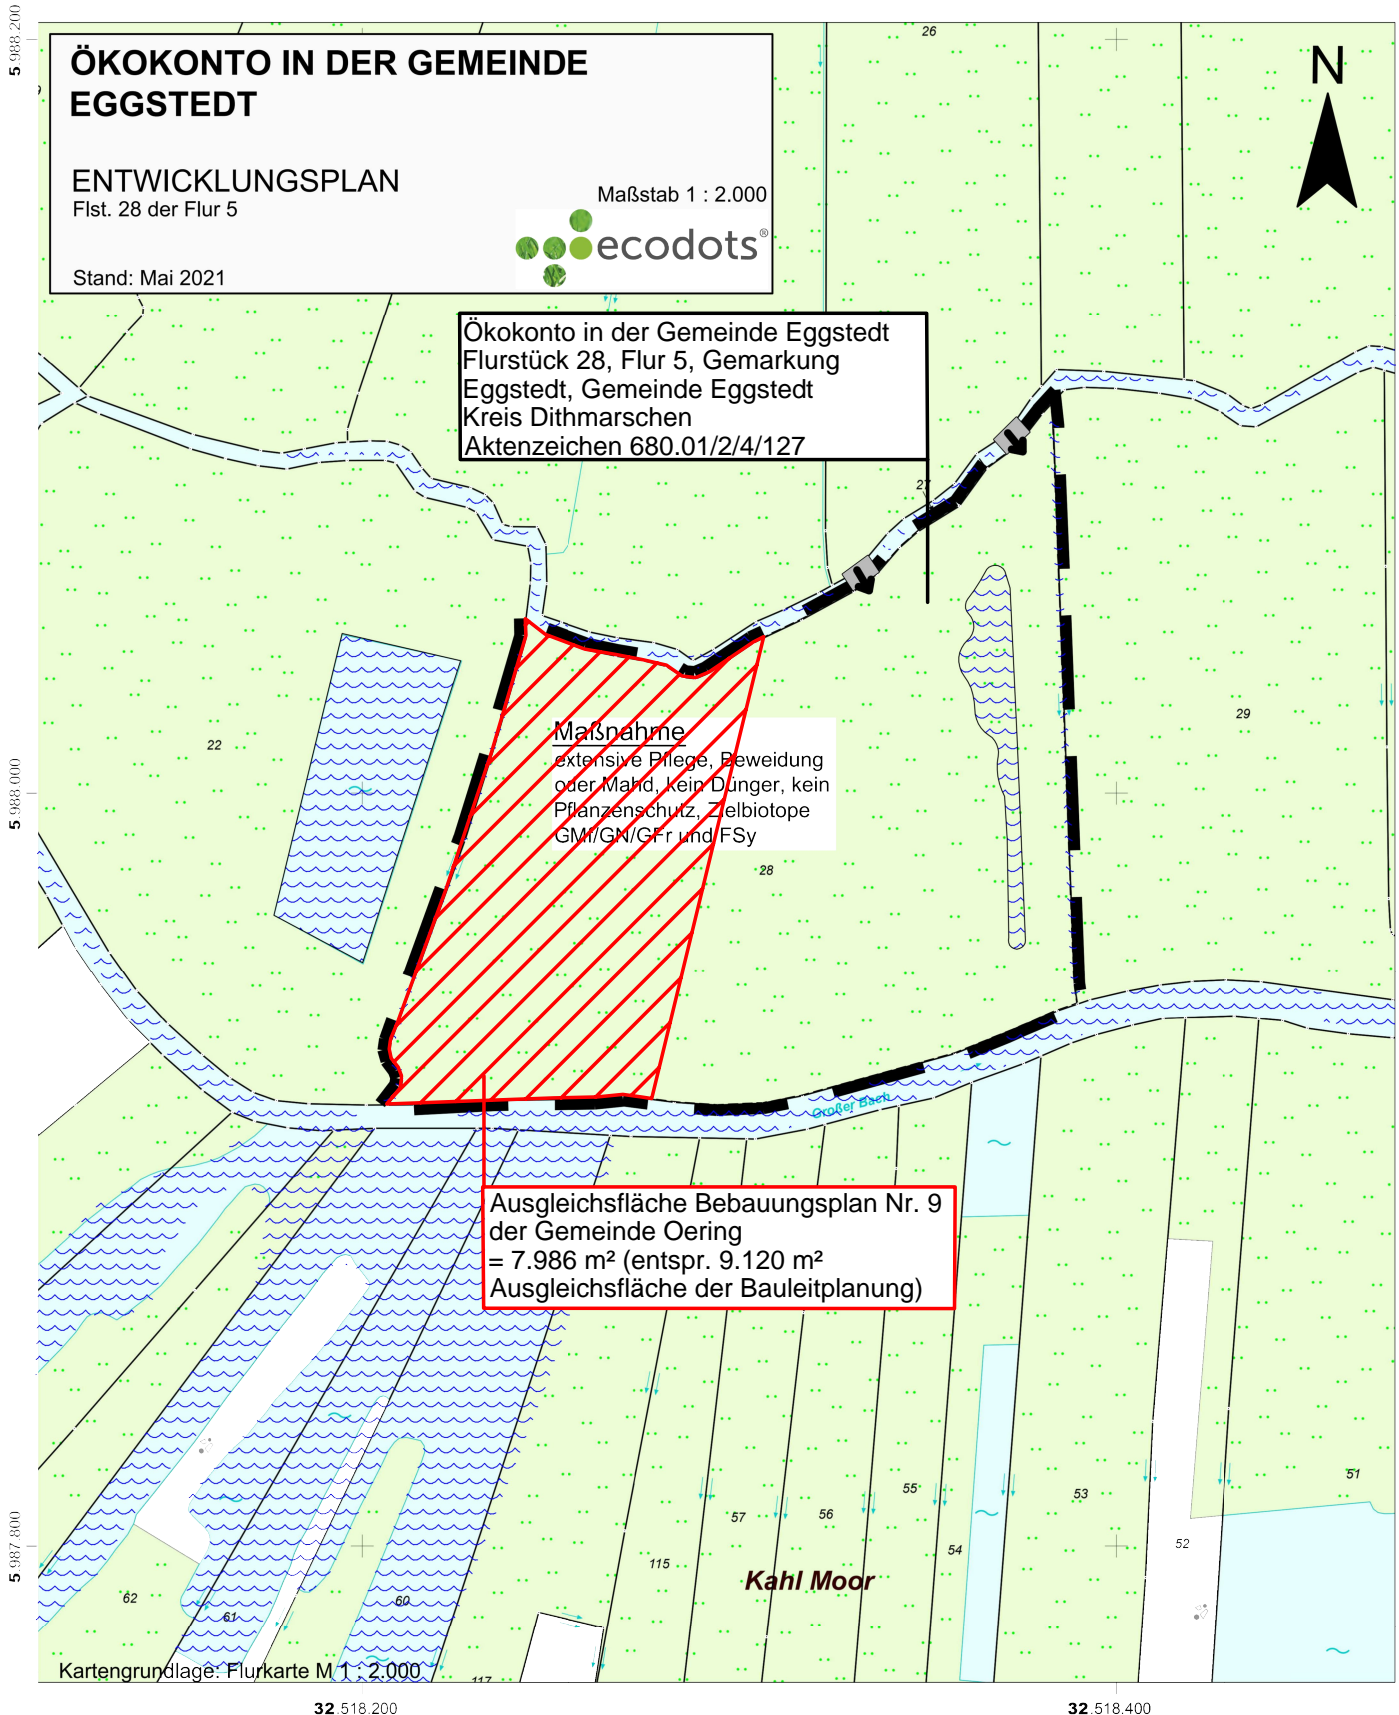 5.988.200
26
ÖKOKONTO IN DER GEMEINDE
EGGSTEDT
N
ENTWICKLUNGSPLAN
Flst. 28 der Flur 5
Maßstab 1 : 2.000
ecodots®
Stand: Mai 2021
Ökokonto in der Gemeinde Eggstedt
Flurstück 28, Flur 5, Gemarkung
Eggstedt, Gemeinde Eggstedt
Kreis Dithmarschen
Aktenzeichen 680.01/2/4/127
27
29
22
Maßnahme
extensive Pflege, Beweidung
oder Mahd, kein Dünger, kein
Pflanzenschutz, Zielbiotope
GMf/GN/GFr und FSy
5.988.000
28
Großer Bach
Ausgleichsfläche Bebauungsplan Nr. 9
der Gemeinde Oering
= 7.986 m² (entspr. 9.120 m²
Ausgleichsfläche der Bauleitplanung)
51
55
53
56
57
52
54
115
5.987.800
Kahl Moor
62
60
61
Kartengrundlage: Flurkarte M 1 : 2.000
117
32.518.200
32.518.400